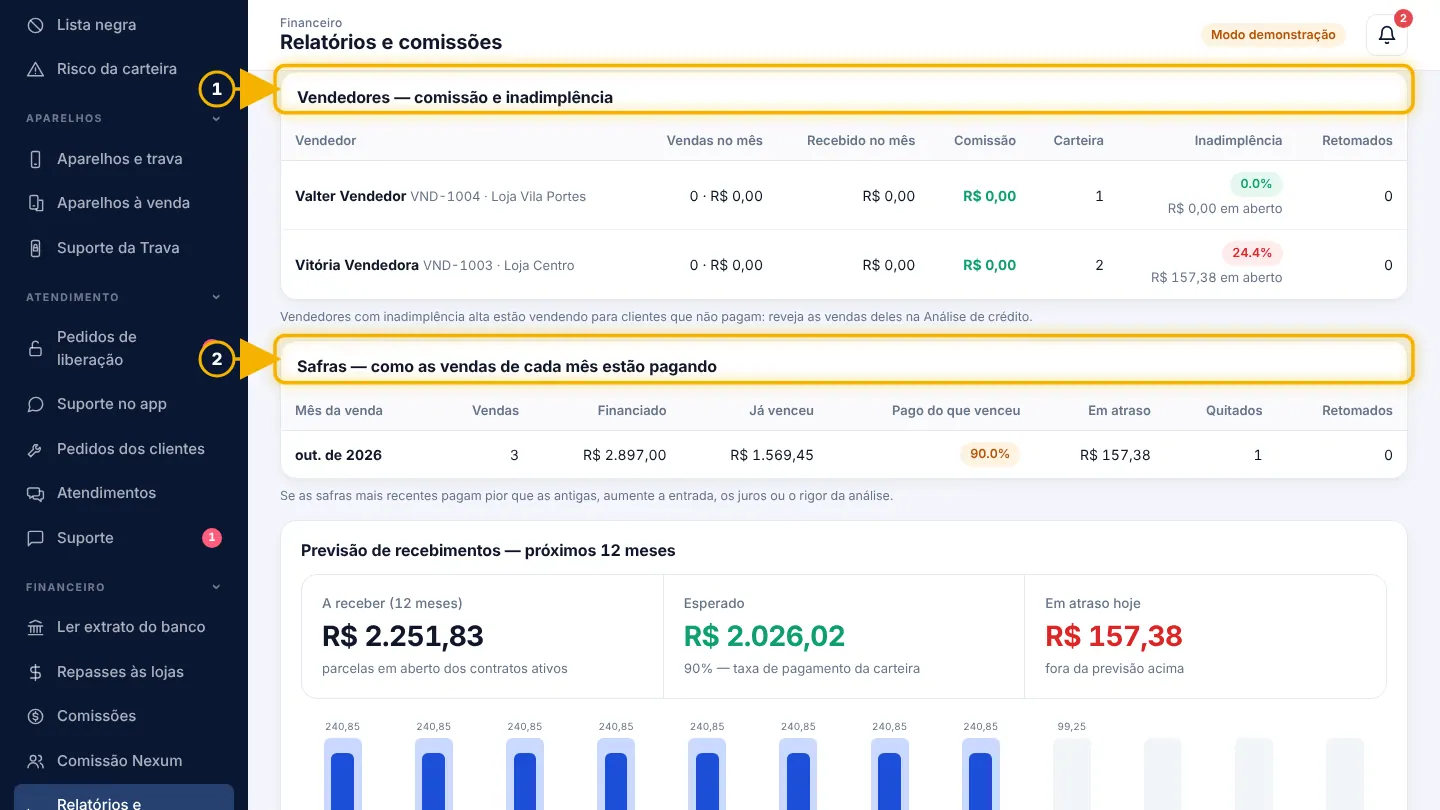 Lista negra
Risco da carteira
APARELHOS
Aparelhos e trava
Aparelhos à venda
Suporte da Trava
ATENDIMENTO
Pedidos de
liberação
Suporte no app
Pedidos dos clientes
Atendimentos
Suporte 1
FINANCEIRO
Ler extrato do banco
Repasses às lojas
Comissões
Comissão Nexum
Relatórios e
Financeiro
Relatórios e comissões
Modo demonstração
2
1
Vendedores — comissão e inadimplência
Vendedor Vendas no mês Recebido no mês Comissão Carteira Inadimplência Retomados
Valter Vendedor VND-1004 · Loja Vila Portes 0 · R$ 0,00 R$ 0,00 R$ 0,00 1 0.0% 0
R$ 0,00 em aberto
Vitória Vendedora VND-1003 · Loja Centro 0 · R$ 0,00 R$ 0,00 R$ 0,00 2 24.4% 0
R$ 157,38 em aberto
Vendedores com inadimplência alta estão vendendo para clientes que não pagam: reveja as vendas deles na Análise de crédito.
2
Safras — como as vendas de cada mês estão pagando
Mês da venda Vendas Financiado Já venceu Pago do que venceu Em atraso Quitados Retomados
out. de 2026 3 R$ 2.897,00 R$ 1.569,45 90.0% R$ 157,38 1 0
Se as safras mais recentes pagam pior que as antigas, aumente a entrada, os juros ou o rigor da análise.
Previsão de recebimentos — próximos 12 meses
A receber (12 meses)
R$ 2.251,83
parcelas em aberto dos contratos ativos
Esperado
R$ 2.026,02
90% — taxa de pagamento da carteira
Em atraso hoje
R$ 157,38
fora da previsão acima
240,85 240,85 240,85 240,85 240,85 240,85 240,85 240,85 99,25